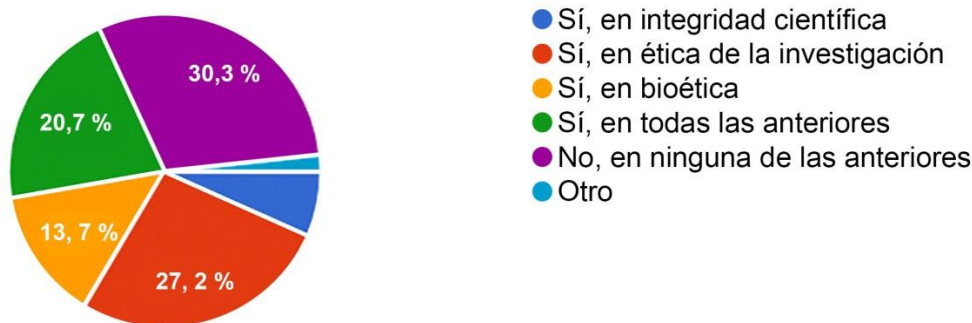 30,3 %
20,7 %
13, 7 %
27, 2 %
Sí, en integridad científica
Sí, en ética de la investigación
Sí, en bioética
Sí, en todas las anteriores
No, en ninguna de las anteriores
Otro